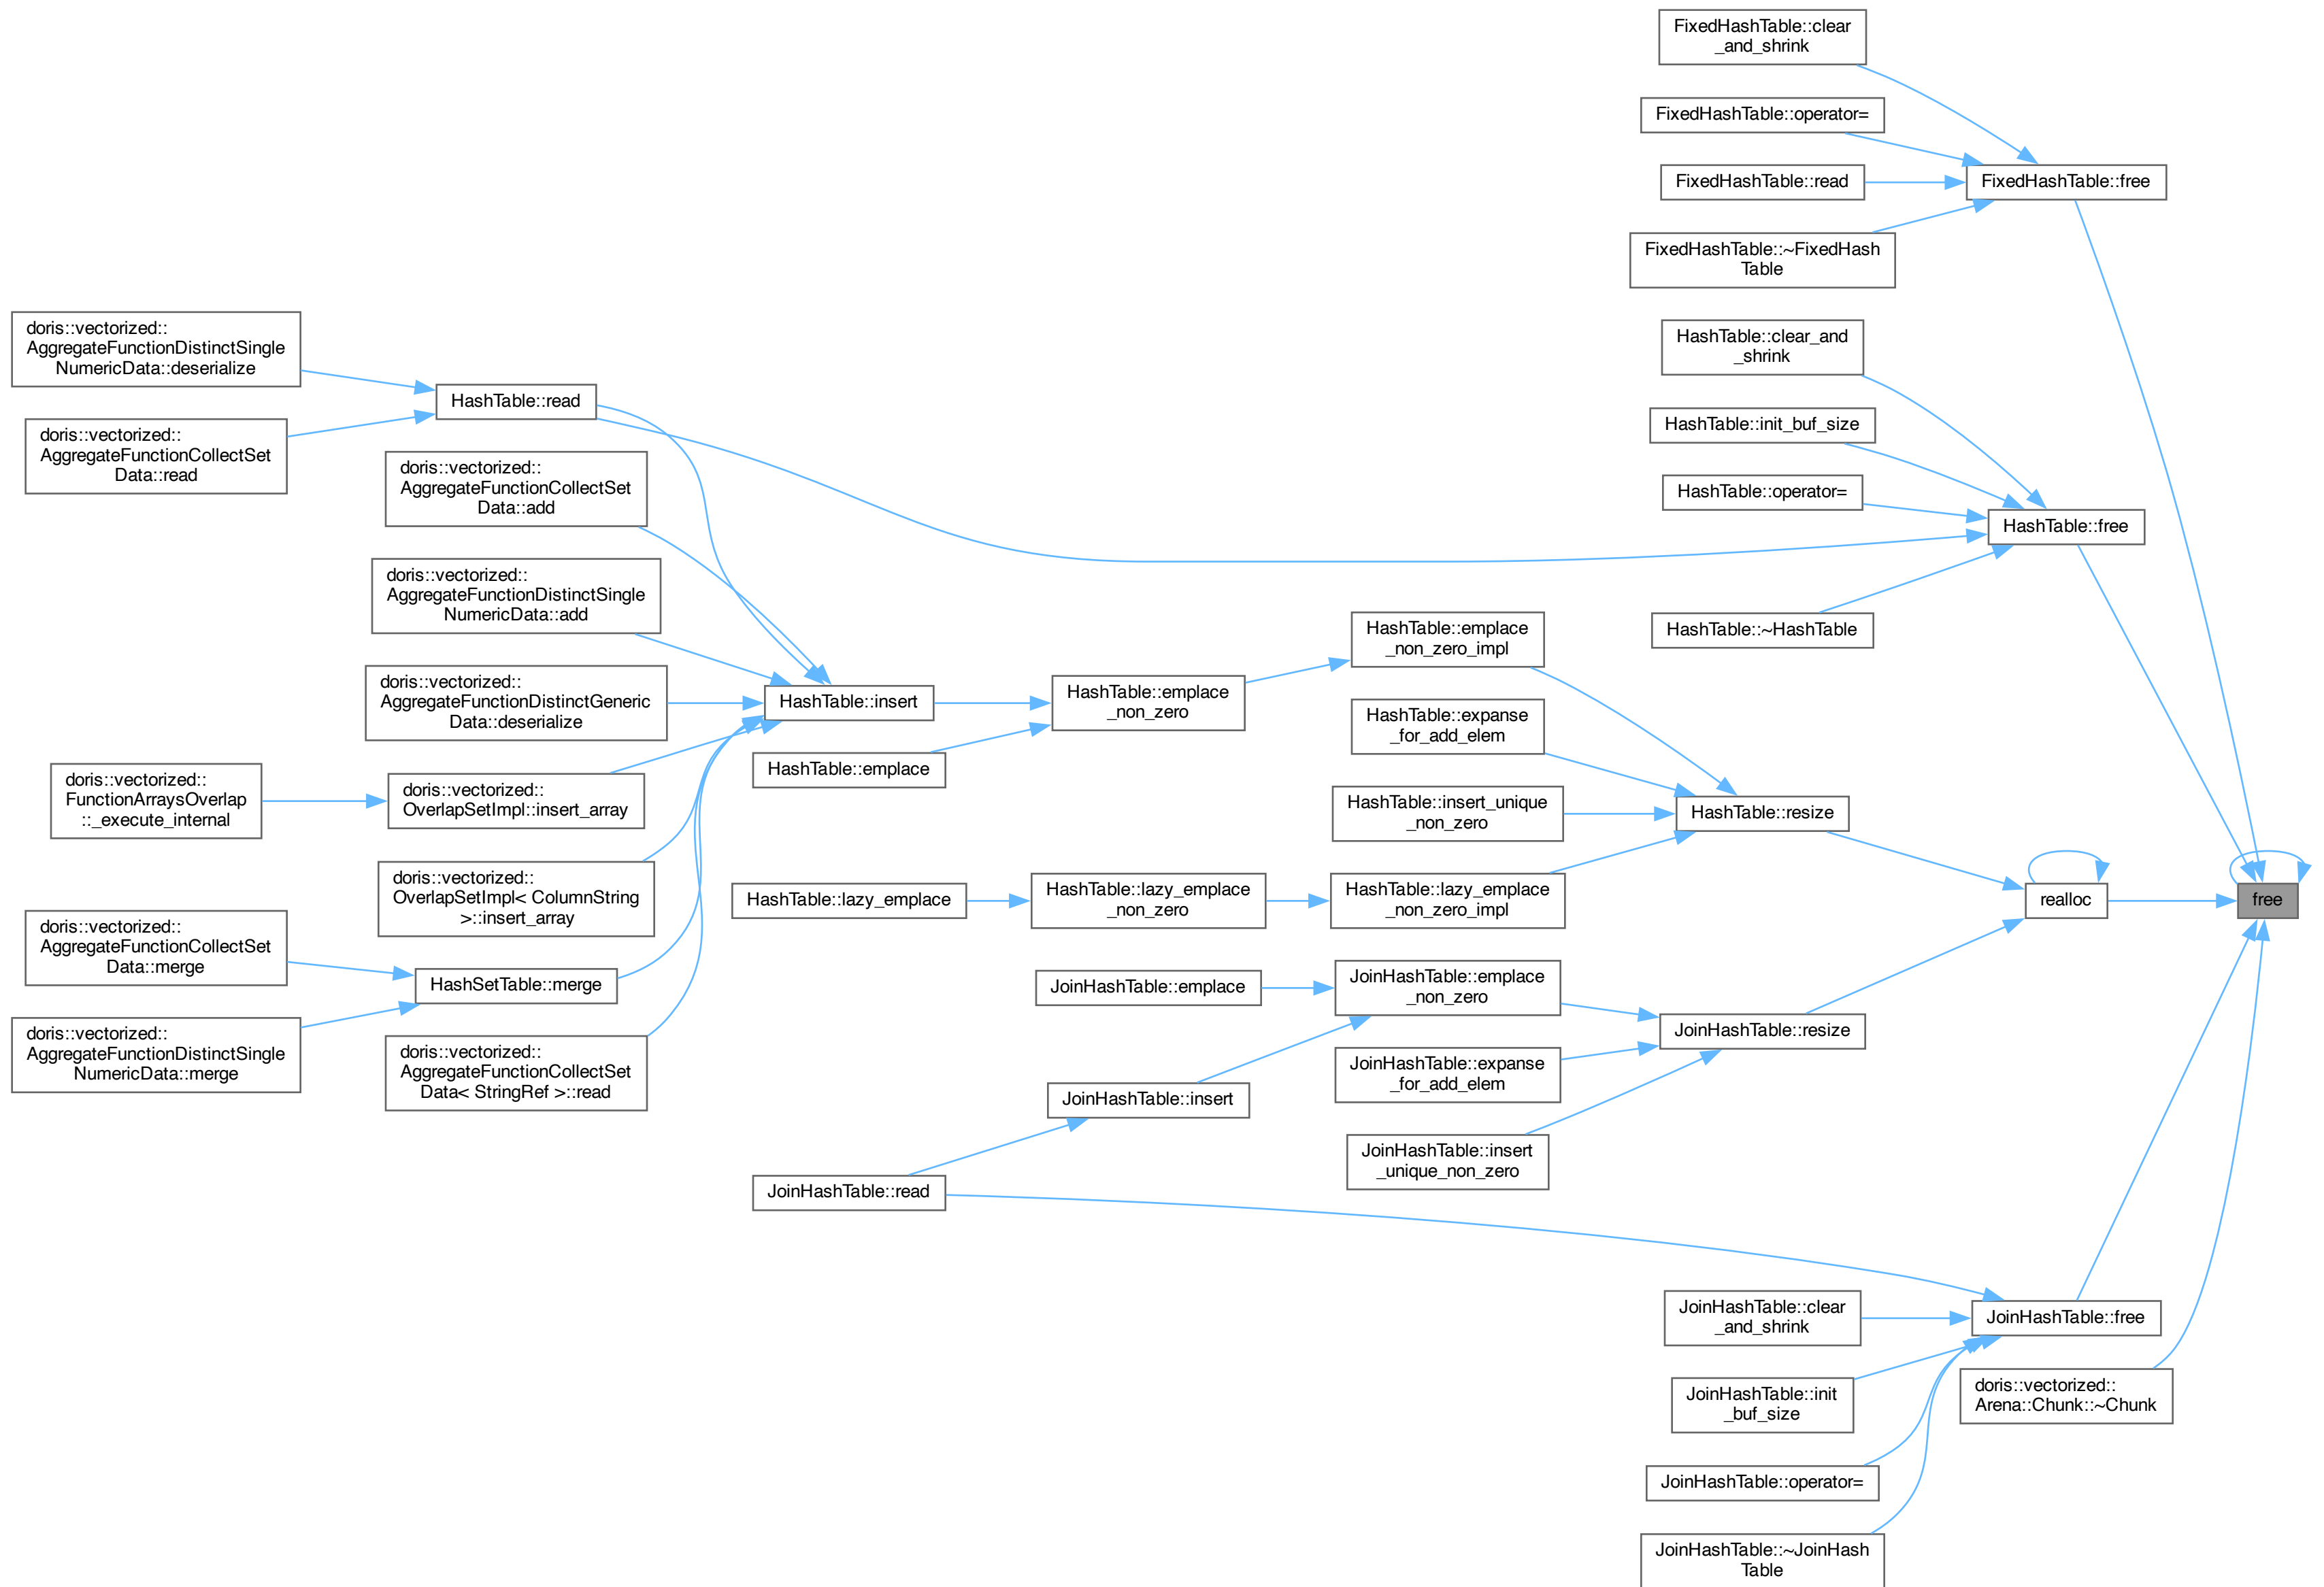 FixedHashTable::clear
_and_shrink
FixedHashTable::operator=
FixedHashTable::read
FixedHashTable::free
FixedHashTable::~FixedHash
Table
doris::vectorized::
AggregateFunctionDistinctSingle
NumericData::deserialize
HashTable::clear_and
_shrink
HashTable::read
HashTable::init_buf_size
doris::vectorized::
AggregateFunctionCollectSet
Data::read
doris::vectorized::
AggregateFunctionCollectSet
Data::add
HashTable::operator=
HashTable::free
doris::vectorized::
AggregateFunctionDistinctSingle
NumericData::add
HashTable::~HashTable
HashTable::emplace
_non_zero_impl
doris::vectorized::
AggregateFunctionDistinctGeneric
Data::deserialize
HashTable::insert
HashTable::emplace
_non_zero
HashTable::expanse
_for_add_elem
HashTable::emplace
doris::vectorized::
FunctionArraysOverlap
::_execute_internal
doris::vectorized::
OverlapSetImpl::insert_array
HashTable::insert_unique
_non_zero
HashTable::resize
doris::vectorized::
OverlapSetImpl< ColumnString
>::insert_array
HashTable::lazy_emplace
HashTable::lazy_emplace
_non_zero
HashTable::lazy_emplace
_non_zero_impl
realloc
free
doris::vectorized::
AggregateFunctionCollectSet
Data::merge
HashSetTable::merge
JoinHashTable::emplace
JoinHashTable::emplace
_non_zero
doris::vectorized::
AggregateFunctionDistinctSingle
NumericData::merge
JoinHashTable::resize
doris::vectorized::
AggregateFunctionCollectSet
Data< StringRef >::read
JoinHashTable::expanse
_for_add_elem
JoinHashTable::insert
JoinHashTable::insert
_unique_non_zero
JoinHashTable::read
JoinHashTable::clear
_and_shrink
JoinHashTable::free
JoinHashTable::init
_buf_size
doris::vectorized::
Arena::Chunk::~Chunk
JoinHashTable::operator=
JoinHashTable::~JoinHash
Table